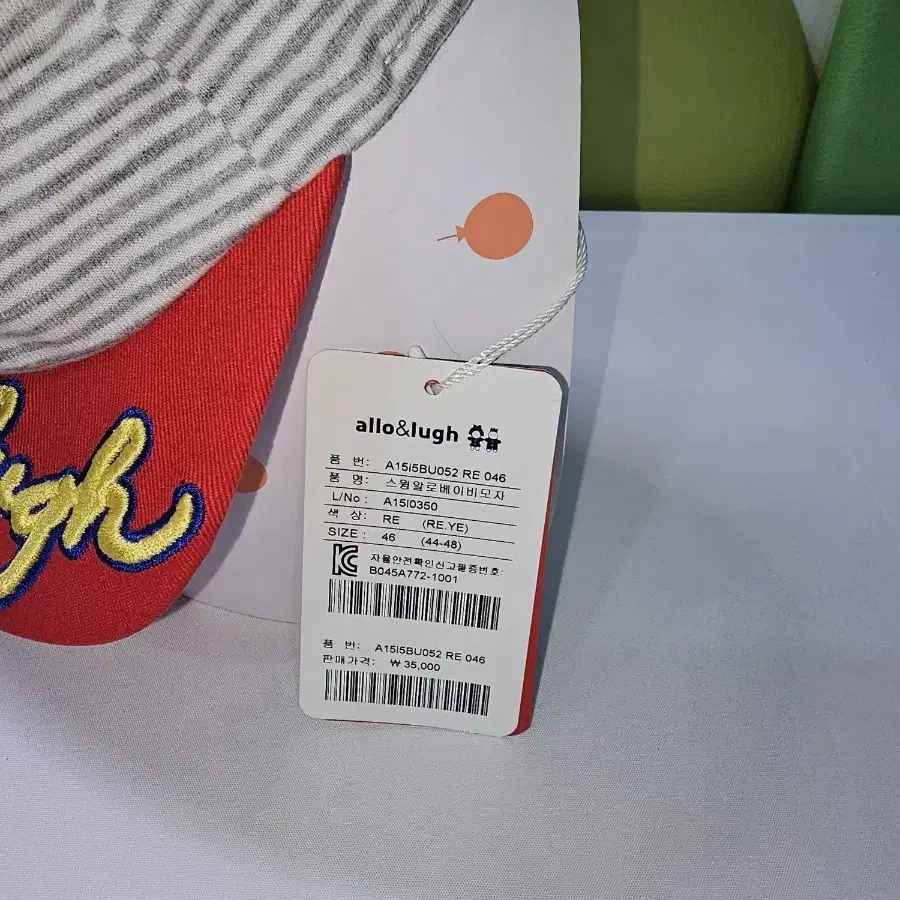 ugh
allo&lugh
품 번: A15I5BU052 RE 046
품 명: 스윙알로베이비모자
L/No: A15I0350
색 상: RE (RE.YE)
SIZE: 46 (44-48)
자율안전확인신고필증번호:
B045A772-1001
품 번: A15I5BU052 RE 046
판매가격: ₩ 35,000